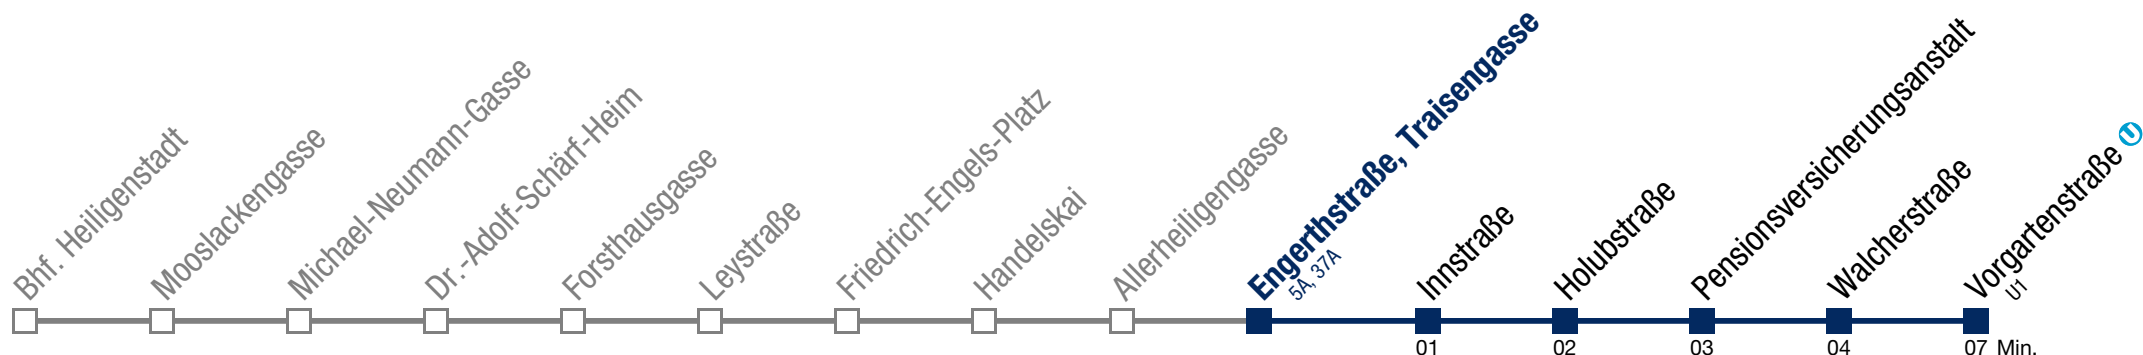 Bhf. Heiligenstadt
Mooslackengasse
Michael-Neumann-Gasse
Dr.-Adolf-Schärf-Heim
Forsthausgasse
Leystraße
Friedrich-Engels-Platz
Handelskai
Allerheiligengasse
Engerthstraße, Traisengasse
5A, 37A
Innstraße
Holubstraße
Pensionsversicherungsanstalt
Walcherstraße
Vorgartenstraße U
U1
01 02 03 04 07 Min.